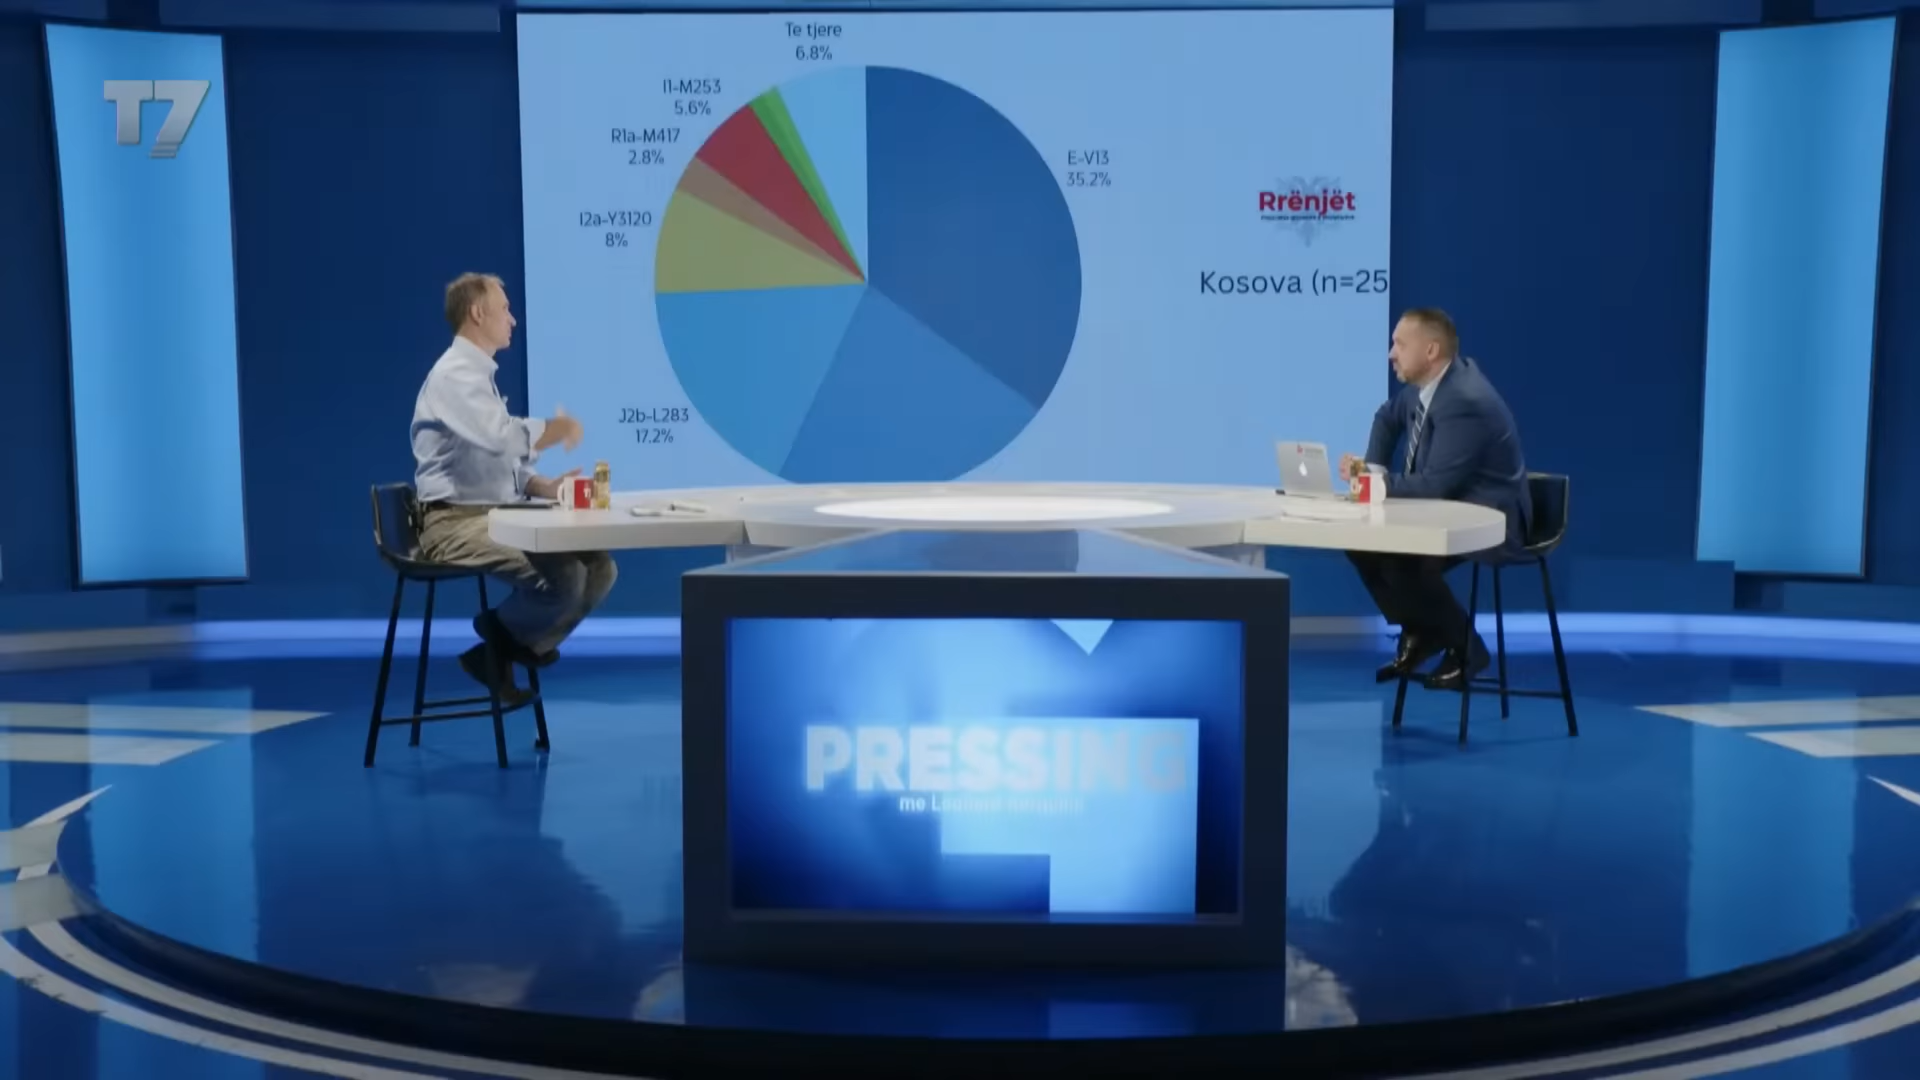 T7
Te tjere
6.8%
I1-M253
5.6%
R1a-M417
2.8%
I2a-Y3120
8%
J2b-L283
17.2%
E-V13
35.2%
Rrënjët
Kosova (n=25
PRESSING
me